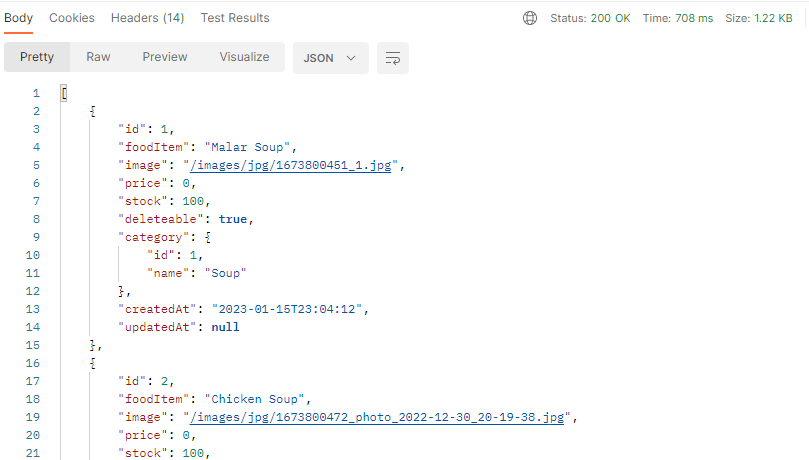 Body Cookies Headers (14) Test Results Status: 200 OK Time: 708 ms Size: 1.22 KB
Pretty Raw Preview Visualize JSON
1 [
2 {
3 "id": 1,
4 "foodItem": "Malar Soup",
5 "image": "/images/jpg/1673800451_1.jpg",
6 "price": 0,
7 "stock": 100,
8 "deleteable": true,
9 "category": {
10 "id": 1,
11 "name": "Soup"
12 },
13 "createdAt": "2023-01-15T23:04:12",
14 "updatedAt": null
15 },
16 {
17 "id": 2,
18 "foodItem": "Chicken Soup",
19 "image": "/images/jpg/1673800472_photo_2022-12-30_20-19-38.jpg",
20 "price": 0,
21 "stock": 100,